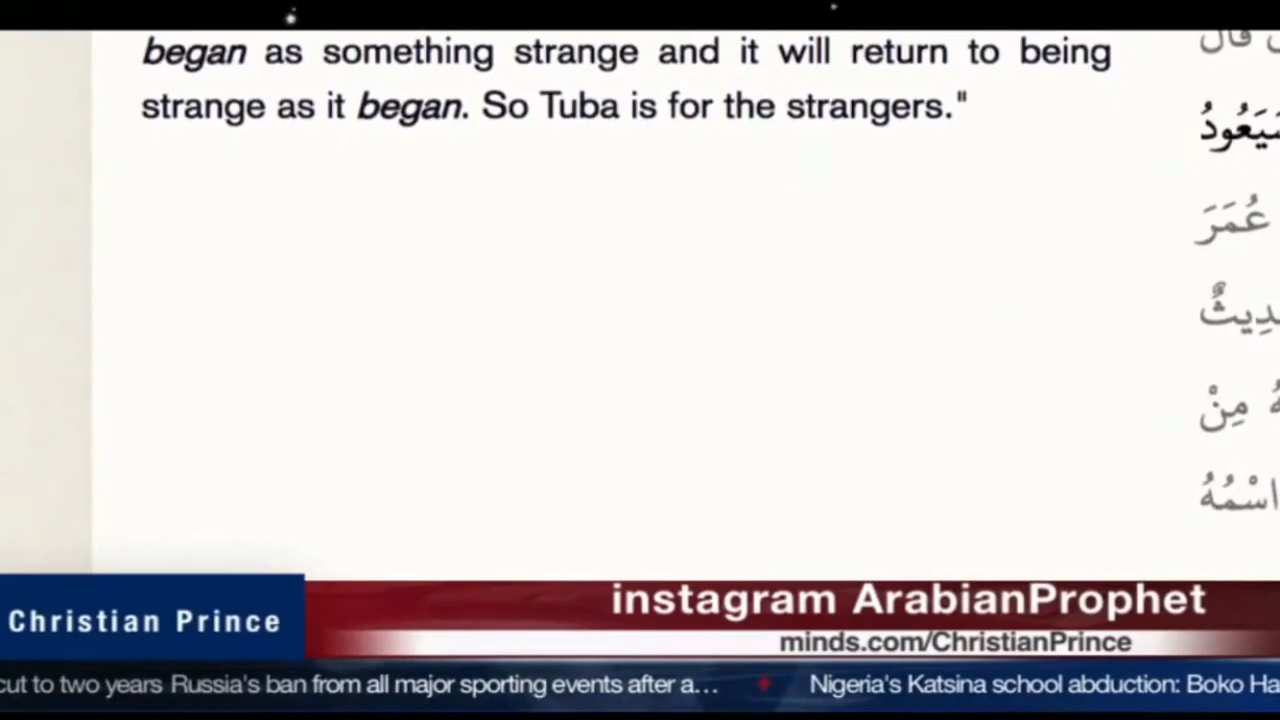 began as something strange and it will return to being
strange as it began. So Tuba is for the strangers."
قال
عُمَرَ
مِنْ
اسْمُهُ
Christian Prince
instagram ArabianProphet
minds.com/ChristianPrince
cut to two years Russia's ban from all major sporting events after a… Nigeria's Katsina school abduction: Boko Ha